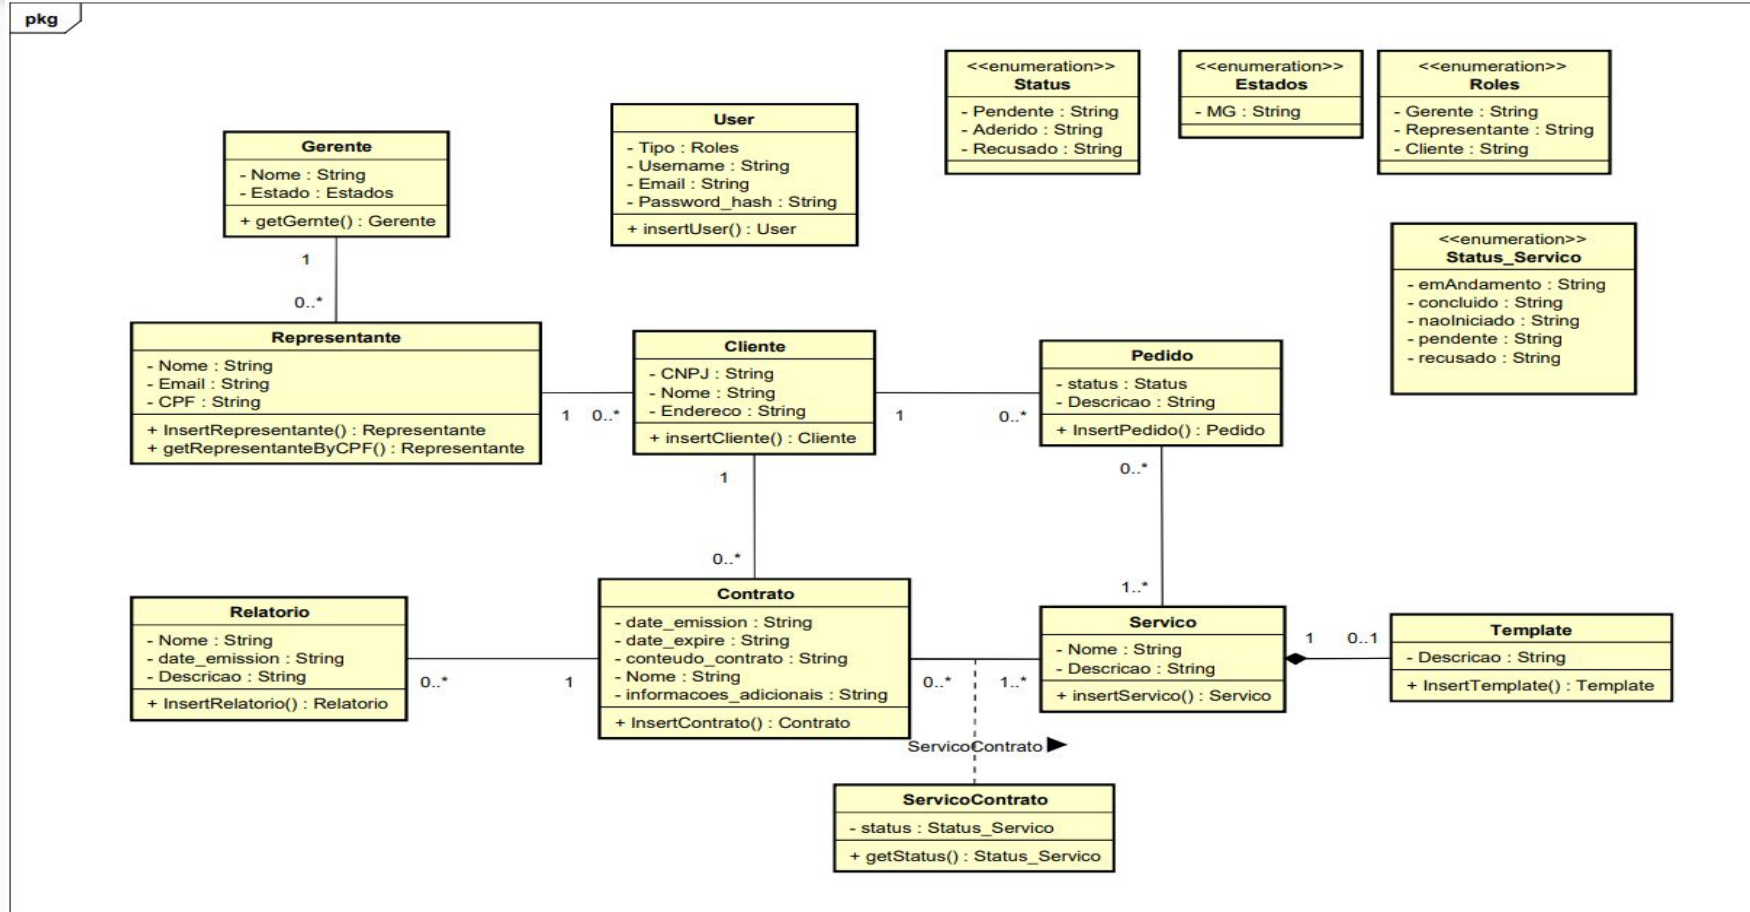 pkg
<<enumeration>>
Status
- Pendente : String
- Aderido : String
- Recusado : String
<<enumeration>>
Estados
- MG : String
<<enumeration>>
Roles
- Gerente : String
- Representante : String
- Cliente : String
User
- Tipo : Roles
- Username : String
- Email : String
- Password_hash : String
+ insertUser() : User
Gerente
- Nome : String
- Estado : Estados
+ getGernte() : Gerente
<<enumeration>>
Status_Servico
- emAndamento : String
- concluido : String
- naoIniciado : String
- pendente : String
- recusado : String
1
0..*
Representante
- Nome : String
- Email : String
- CPF : String
+ InsertRepresentante() : Representante
+ getRepresentanteByCPF() : Representante
1
0..*
Cliente
- CNPJ : String
- Nome : String
- Endereco : String
+ insertCliente() : Cliente
1
0..*
Pedido
- status : Status
- Descricao : String
+ InsertPedido() : Pedido
1
0..*
0..*
1..*
Relatorio
- Nome : String
- date_emission : String
- Descricao : String
+ InsertRelatorio() : Relatorio
0..*
1
Contrato
- date_emission : String
- date_expire : String
- conteudo_contrato : String
- Nome : String
- informacoes_adicionais : String
+ InsertContrato() : Contrato
0..*
1..*
Servico
- Nome : String
- Descricao : String
+ insertServico() : Servico
1
0..1
Template
- Descricao : String
+ InsertTemplate() : Template
ServicoContrato
ServicoContrato
- status : Status_Servico
+ getStatus() : Status_Servico